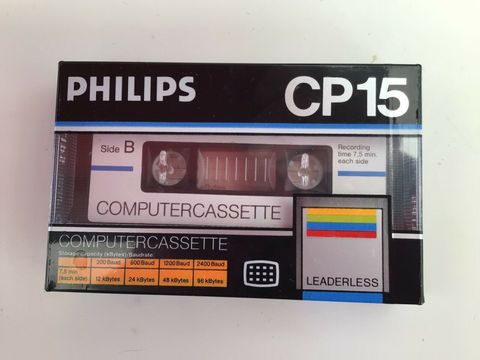 PHILIPS
CP15
Side B
Recording
time 7,5 min.
each side
COMPUTERCASSETTE
COMPUTERCASSETTE
Storage Capacity (kBytes)/Baudrate:
300 Baud 600 Baud 1200 Baud 2400 Baud
7,5 min
(each side) 12 kBytes 24 kBytes 48 kBytes 96 kBytes
LEADERLESS